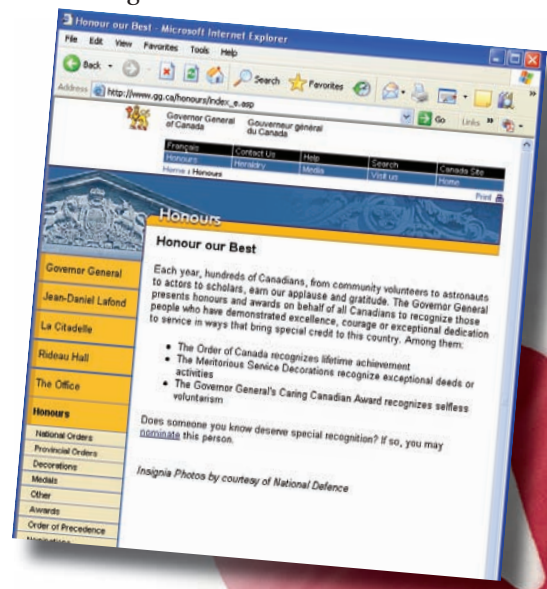 Honour our Best - Microsoft Internet Explorer
File Edit View Favorites Tools Help
Back Search Favorites
Address http://www.gg.ca/honours/index_e.asp Go Links
Governor General Gouverneur général
of Canada du Canada
Français Contact Us Help Search Canada Site
Honours Heraldry Media Visit us Home
Home : Honours
Print
Honours
Honour our Best
Each year, hundreds of Canadians, from community volunteers to astronauts
to actors to scholars, earn our applause and gratitude. The Governor General
presents honours and awards on behalf of all Canadians to recognize those
people who have demonstrated excellence, courage or exceptional dedication
to service in ways that bring special credit to this country. Among them:
• The Order of Canada recognizes lifetime achievement
• The Meritorious Service Decorations recognize exceptional deeds or
activities
• The Governor General's Caring Canadian Award recognizes selfless
voluntarism
Does someone you know deserve special recognition? If so, you may
nominate this person.
Insignia Photos by courtesy of National Defence
Governor General
Jean-Daniel Lafond
La Citadelle
Rideau Hall
The Office
Honours
National Orders
Provincial Orders
Decorations
Medals
Other
Awards
Order of Precedence